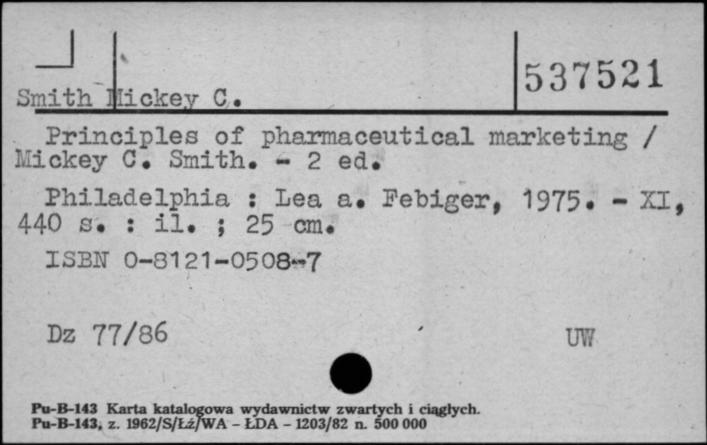 537521
Smith Mickey C.
Principles of pharmaceutical marketing /
Mickey C. Smith. - 2 ed.
Philadelphia : Lea a. Febiger, 1975. - XI,
440 s. : il. ; 25 cm.
ISBN 0-8121-0508-7
Dz 77/86 UW
Pu-B-143 Karta katalogowa wydawnictw zwartych i ciągłych.
Pu-B-143, z. 1962/S/Łź/WA - ŁDA - 1203/82 n. 500 000